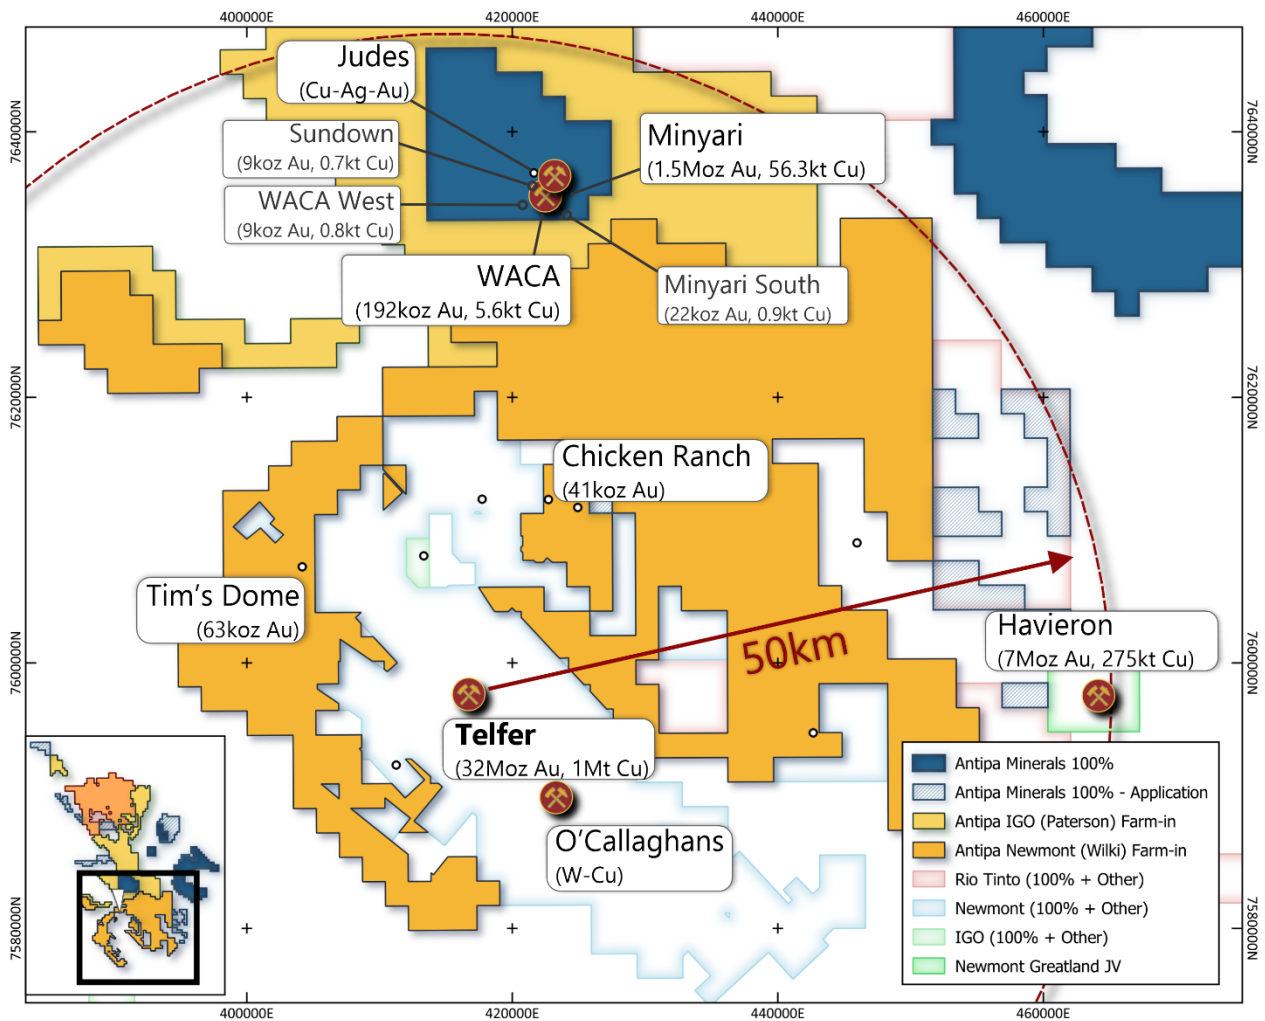 400000E
420000E
440000E
460000E
7640000N
7620000N
7600000N
7580000N
7640000N
7620000N
7600000N
7580000N
Judes
(Cu-Ag-Au)
Sundown
(9koz Au, 0.7kt Cu)
WACA West
(9koz Au, 0.8kt Cu)
WACA
(192koz Au, 5.6kt Cu)
Minyari
(1.5Moz Au, 56.3kt Cu)
Minyari South
(22koz Au, 0.9kt Cu)
Chicken Ranch
(41koz Au)
Tim's Dome
(63koz Au)
50km
Havieron
(7Moz Au, 275kt Cu)
Telfer
(32Moz Au, 1Mt Cu)
O'Callaghans
(W-Cu)
Antipa Minerals 100%
Antipa Minerals 100% - Application
Antipa IGO (Paterson) Farm-in
Antipa Newmont (Wilki) Farm-in
Rio Tinto (100% + Other)
Newmont (100% + Other)
IGO (100% + Other)
Newmont Greatland JV
400000E
420000E
440000E
460000E